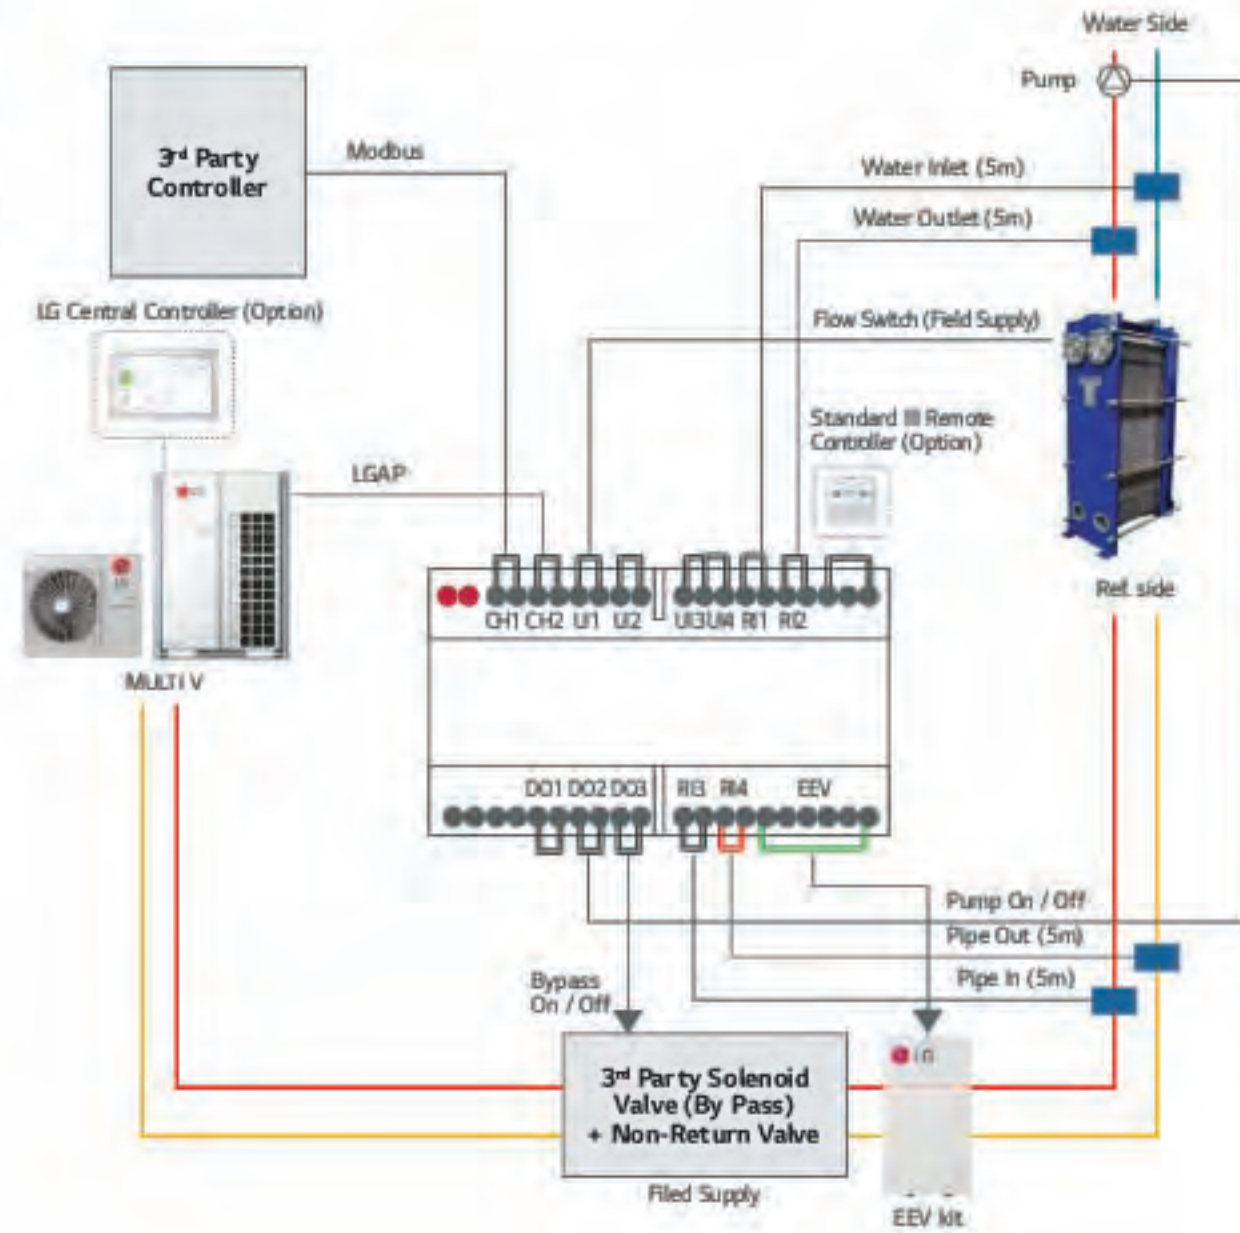 Water Side
Pump
3rd Party
Controller
Modbus
Water Inlet (5m)
Water Outlet (5m)
LG Central Controller (Option)
Flow Switch (Field Supply)
Standard III Remote
Controller (Option)
LGAP
T
LG
Ref. side
CH1 CH2 UI1 UI2 UI3 UI4 RI1 RI2
MULTI V
DO1 DO2 DO3 RI3 RI4 EEV
Pump On / Off
Pipe Out (5m)
Pipe In (5m)
Bypass
On / Off
3rd Party Solenoid
Valve (By Pass)
+ Non-Return Valve
Filed Supply
EEV kit